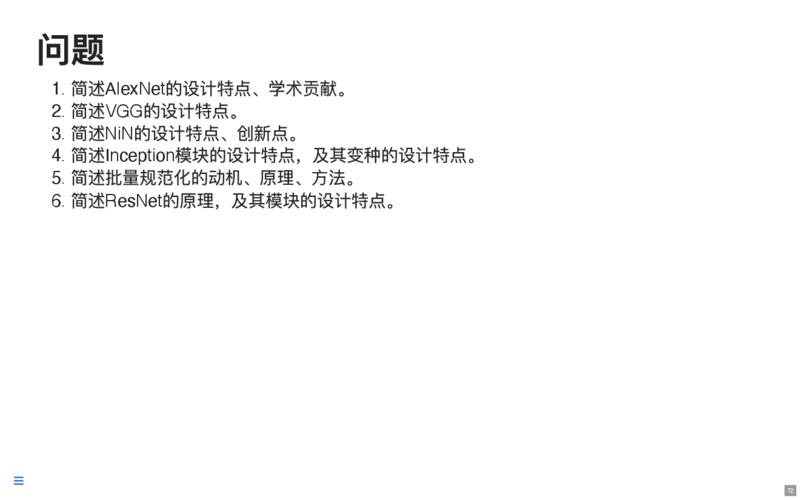 问题
1. 简述AlexNet的设计特点、学术贡献。
2. 简述VGG的设计特点。
3. 简述NiN的设计特点、创新点。
4. 简述Inception模块的设计特点，及其变种的设计特点。
5. 简述批量规范化的动机、原理、方法。
6. 简述ResNet的原理，及其模块的设计特点。
72